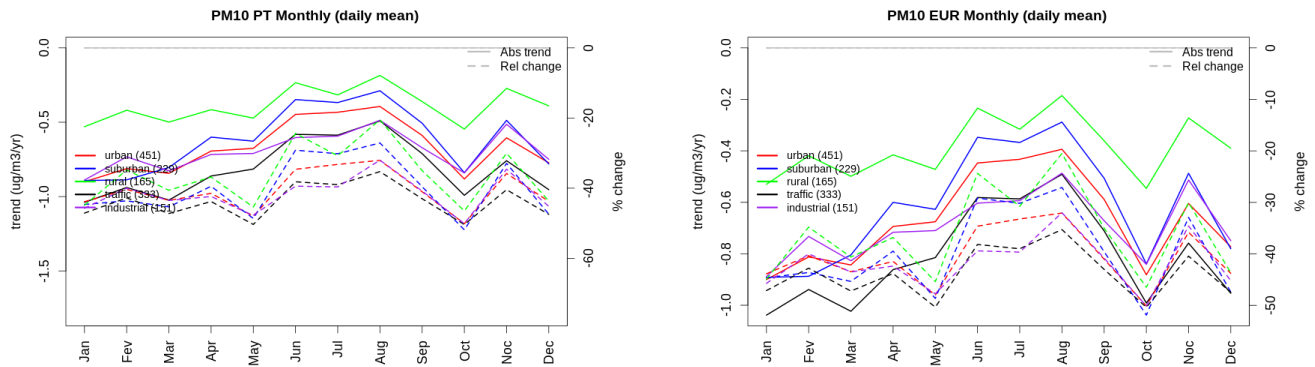 PM10 PT Monthly (daily mean)
trend (ug/m3/yr)
0.0
-0.5
-1.0
-1.5
Abs trend
Rel change
urban (451)
suburban (229)
rural (165)
traffic (333)
industrial (151)
0
-20
-40
-60
% change
Jan
Fev
Mar
Apr
May
Jun
Jul
Aug
Sep
Oct
Noc
Dec
PM10 EUR Monthly (daily mean)
trend (ug/m3/yr)
0.0
-0.2
-0.4
-0.6
-0.8
-1.0
Abs trend
Rel change
urban (451)
suburban (229)
rural (165)
traffic (333)
industrial (151)
0
-10
-20
-30
-40
-50
% change
Jan
Fev
Mar
Apr
May
Jun
Jul
Aug
Sep
Oct
Noc
Dec